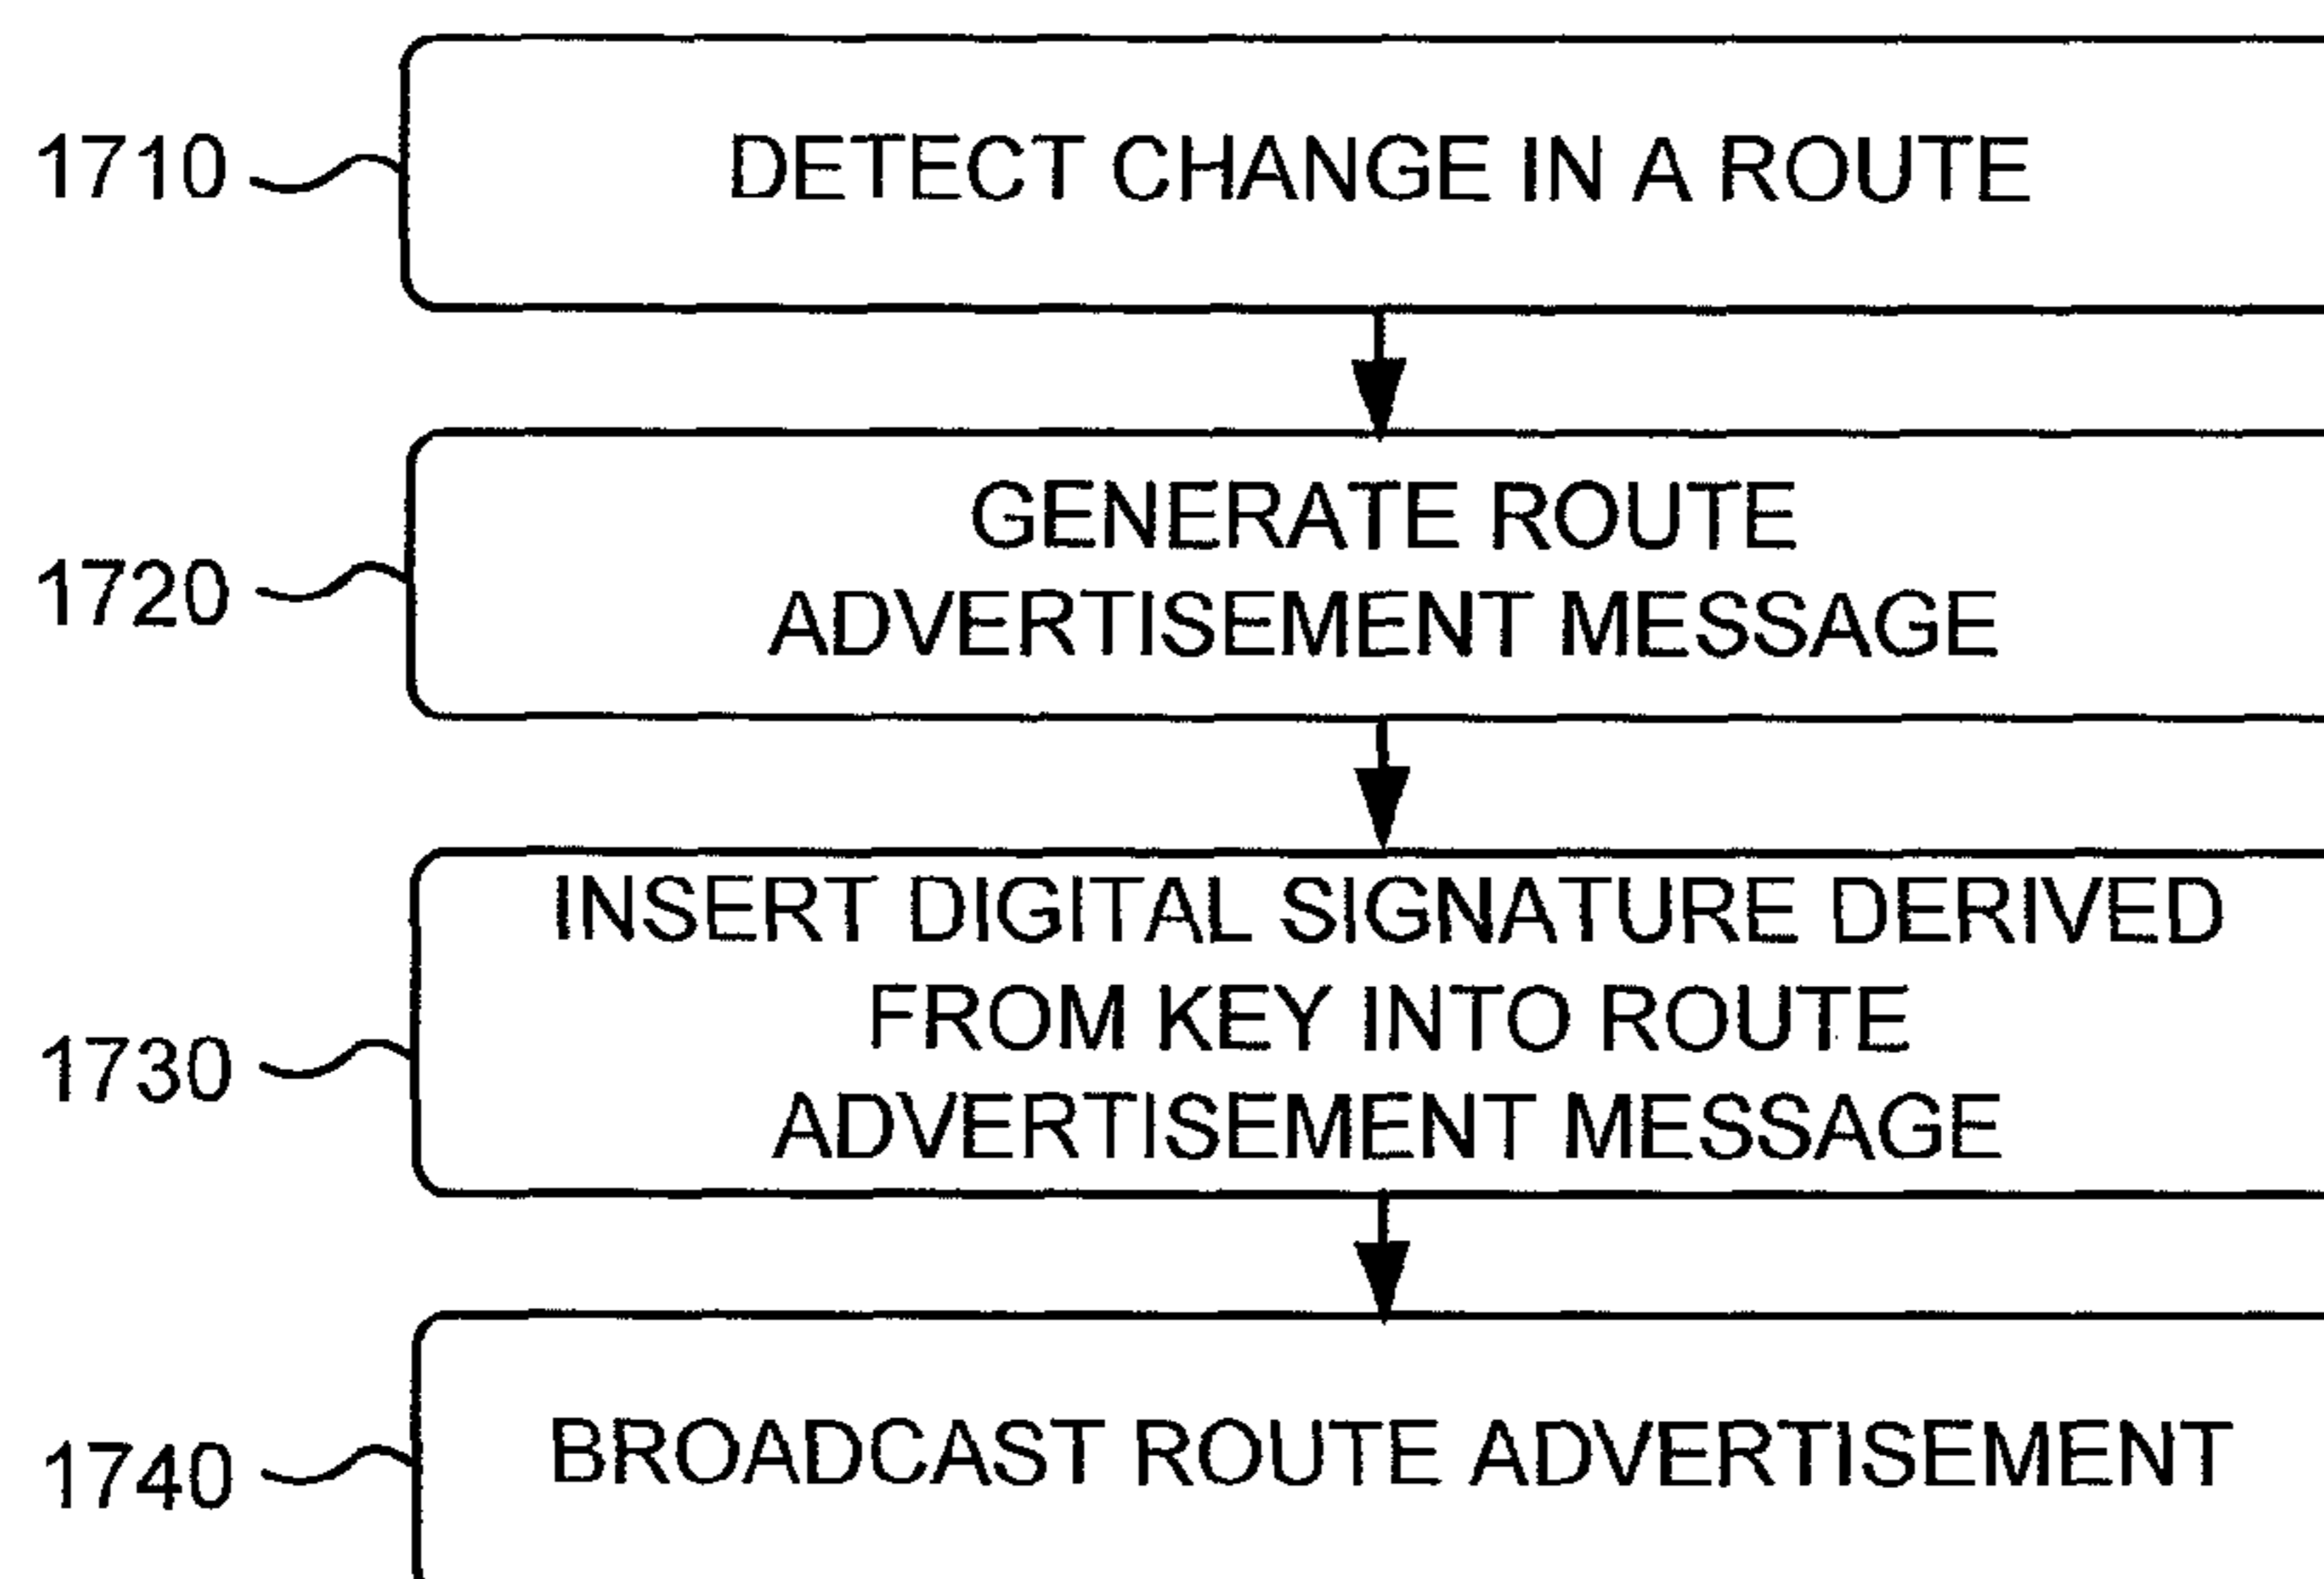 1710
DETECT CHANGE IN A ROUTE
1720
GENERATE ROUTE
ADVERTISEMENT MESSAGE
1730
INSERT DIGITAL SIGNATURE DERIVED
FROM KEY INTO ROUTE
ADVERTISEMENT MESSAGE
1740
BROADCAST ROUTE ADVERTISEMENT